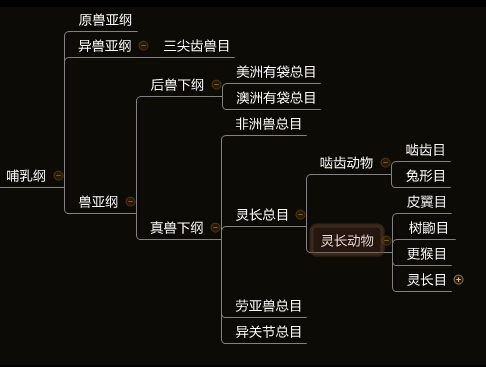 原兽亚纲
异兽亚纲
三尖齿兽目
后兽下纲
美洲有袋总目
澳洲有袋总目
非洲兽总目
啮齿目
啮齿动物
兔形目
哺乳纲
兽亚纲
皮翼目
灵长总目
真兽下纲
树鼩目
灵长动物
更猴目
灵长目
劳亚兽总目
异关节总目